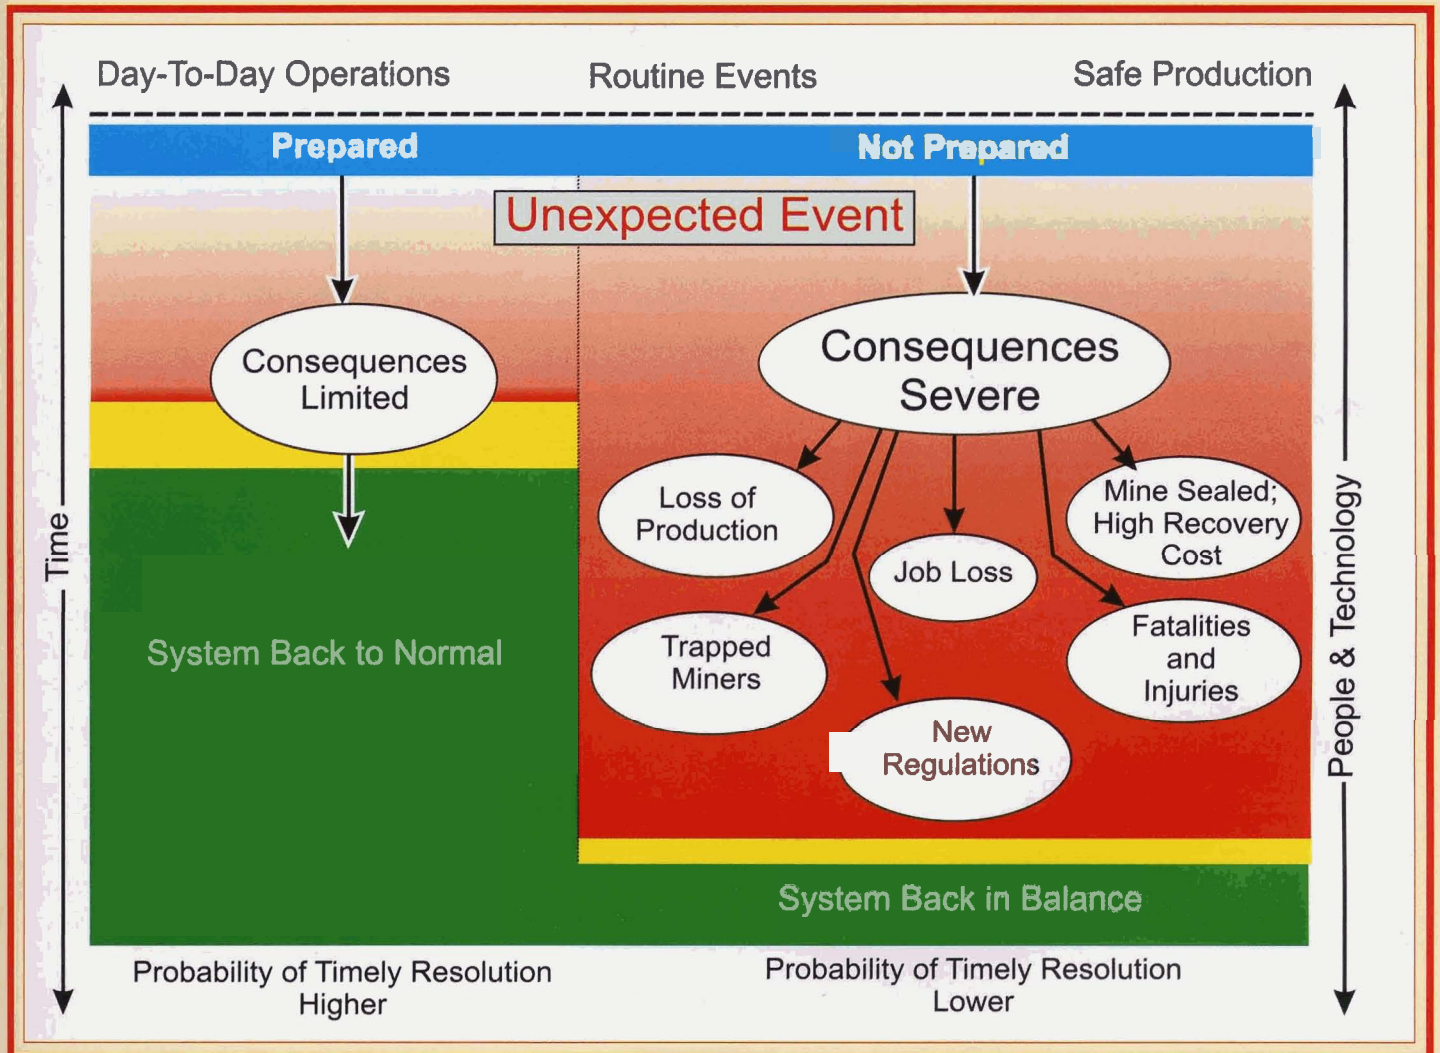 Day-To-Day Operations
Routine Events
Safe Production
Prepared
Not Prepared
Unexpected Event
Consequences
Limited
Consequences
Severe
Loss of
Production
Mine Sealed;
High Recovery
Cost
Job Loss
Trapped
Miners
Fatalities
and
Injuries
New
Regulations
System Back to Normal
System Back in Balance
Time
People & Technology
Probability of Timely Resolution
Higher
Probability of Timely Resolution
Lower